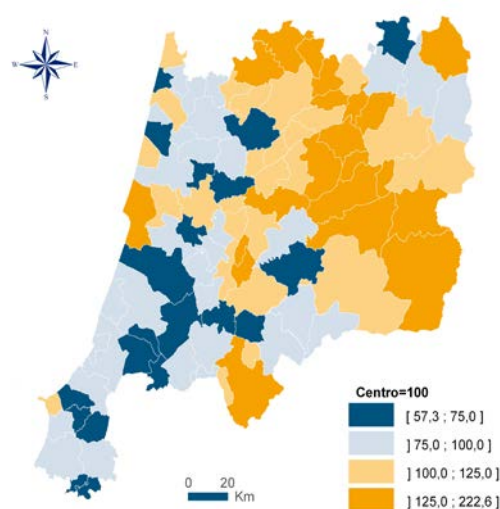 N
W E
S
Centro=100
[ 57,3 ; 75,0 ]
] 75,0 ; 100,0 ]
] 100,0 ; 125,0 ]
] 125,0 ; 222,6 ]
0 20
Km